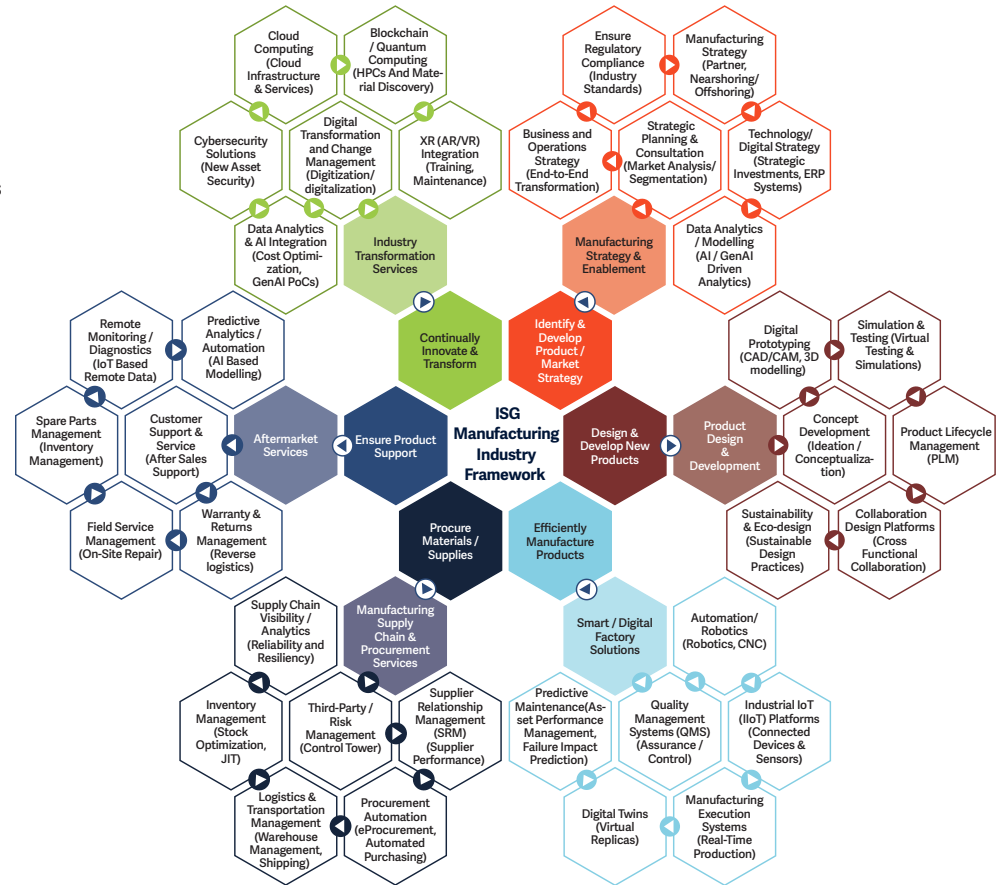 Cloud
Computing
(Cloud
Infrastructure
& Services)
Blockchain
/ Quantum
Computing
(HPCs And Mate-
rial Discovery)
Cybersecurity
Solutions
(New Asset
Security)
Digital
Transformation
and Change
Management
(Digitization/
digitalization)
XR (AR/VR)
Integration
(Training,
Maintenance)
Data Analytics
& AI Integration
(Cost Optimi-
zation,
GenAI PoCs)
Industry
Transformation
Services
Continually
Innovate &
Transform
Ensure
Regulatory
Compliance
(Industry
Standards)
Manufacturing
Strategy
(Partner,
Nearshoring/
Offshoring)
Business and
Operations
Strategy
(End-to-End
Transformation)
Strategic
Planning &
Consultation
(Market Analysis/
Segmentation)
Technology/
Digital Strategy
(Strategic
Investments, ERP
Systems)
Manufacturing
Strategy &
Enablement
Data Analytics
/ Modelling
(AI / GenAI
Driven
Analytics)
Identify &
Develop
Product /
Market
Strategy
s
Remote
Monitoring /
Diagnostics
(IoT Based
Remote Data)
Predictive
Analytics /
Automation
(AI Based
Modelling)
Spare Parts
Management
(Inventory
Management)
Customer
Support &
Service
(After Sales
Support)
Aftermarket
Services
Ensure Product
Support
Field Service
Management
(On-Site Repair)
Warranty &
Returns
Management
(Reverse
logistics)
ISG
Manufacturing
Industry
Framework
Design &
Develop New
Products
Product
Design
&
Development
Digital
Prototyping
(CAD/CAM, 3D
modelling)
Simulation &
Testing (Virtual
Testing &
Simulations)
Concept
Development
(Ideation /
Conceptualiza-
tion)
Product Lifecycle
Management
(PLM)
Sustainability
& Eco-design
(Sustainable
Design
Practices)
Collaboration
Design Platforms
(Cross
Functional
Collaboration)
Procure
Materials /
Supplies
Efficiently
Manufacture
Products
Supply Chain
Visibility /
Analytics
(Reliability and
Resiliency)
Manufacturing
Supply
Chain &
Procurement
Services
Inventory
Management
(Stock
Optimization,
JIT)
Third-Party /
Risk
Management
(Control Tower)
Supplier
Relationship
Management
(SRM)
(Supplier
Performance)
Logistics &
Transportation
Management
(Warehouse
Management,
Shipping)
Procurement
Automation
(eProcurement,
Automated
Purchasing)
Smart / Digital
Factory
Solutions
Automation/
Robotics
(Robotics, CNC)
Predictive
Maintenance(As-
set Performance
Management,
Failure Impact
Prediction)
Quality
Management
Systems (QMS)
(Assurance /
Control)
Industrial IoT
(IIoT) Platforms
(Connected
Devices &
Sensors)
Digital Twins
(Virtual
Replicas)
Manufacturing
Execution
Systems
(Real-Time
Production)